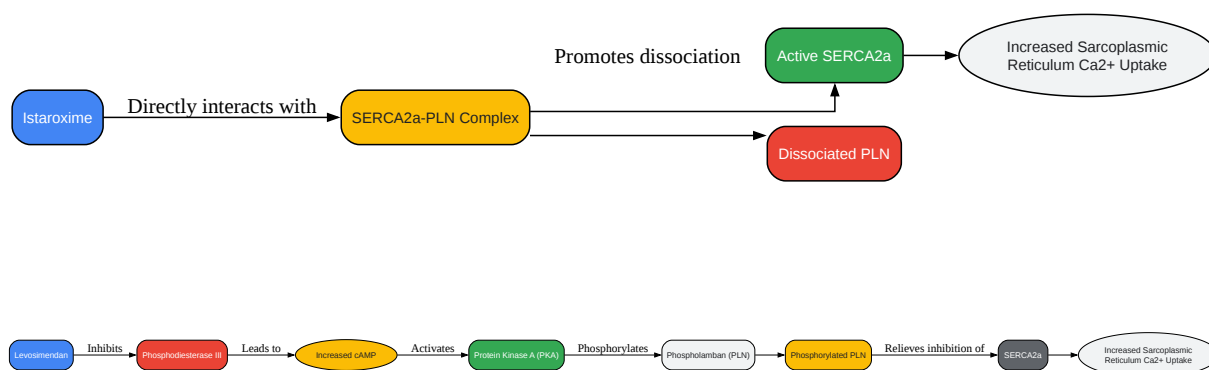 Promotes dissociation
Active SERCA2a
Increased Sarcoplasmic
Reticulum Ca2+ Uptake
Istaroxime
Directly interacts with
SERCA2a-PLN Complex
Dissociated PLN
Levosimendan
Inhibits
Phosphodiesterase III
Leads to
Increased cAMP
Activates
Protein Kinase A (PKA)
Phosphorylates
Phospholamban (PLN)
Phosphorylated PLN
Relieves inhibition of
SERCA2a
Increased Sarcoplasmic
Reticulum Ca2+ Uptake